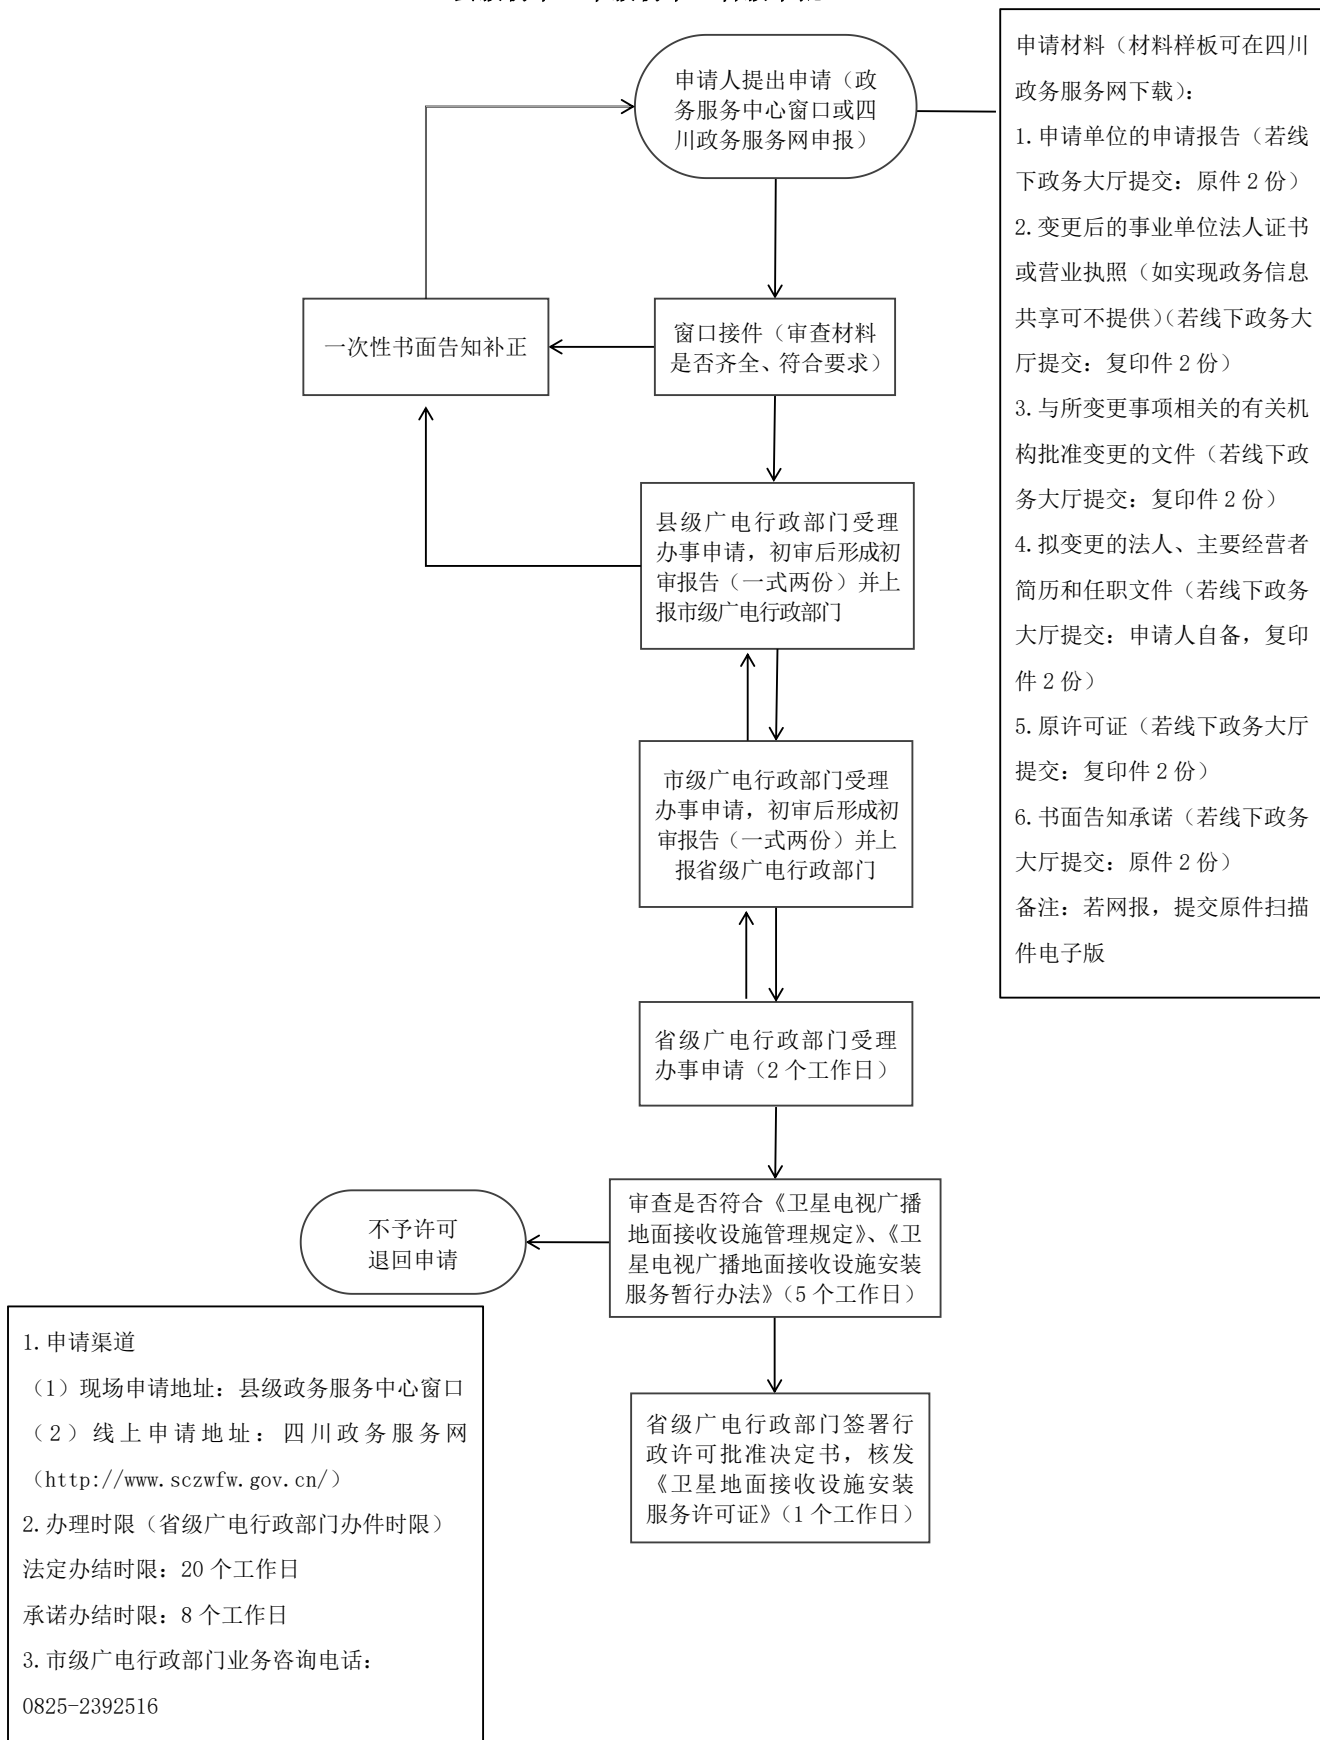 申请人提出申请（政
务服务中心窗口或四
川政务服务网申报）
申请材料（材料样板可在四川
政务服务网下载）：
1.申请单位的申请报告（若线
下政务大厅提交：原件 2 份）
2.变更后的事业单位法人证书
或营业执照（如实现政务信息
共享可不提供）（若线下政务大
厅提交：复印件 2 份）
3.与所变更事项相关的有关机
构批准变更的文件（若线下政
务大厅提交：复印件 2 份）
4.拟变更的法人、主要经营者
简历和任职文件（若线下政务
大厅提交：申请人自备，复印
件 2 份）
5.原许可证（若线下政务大厅
提交：复印件 2 份）
6.书面告知承诺（若线下政务
大厅提交：原件 2 份）
备注：若网报，提交原件扫描
件电子版
一次性书面告知补正
窗口接件（审查材料
是否齐全、符合要求）
县级广电行政部门受理
办事申请，初审后形成初
审报告（一式两份）并上
报市级广电行政部门
市级广电行政部门受理
办事申请，初审后形成初
审报告（一式两份）并上
报省级广电行政部门
省级广电行政部门受理
办事申请（2 个工作日）
审查是否符合《卫星电视广播
地面接收设施管理规定》、《卫
星电视广播地面接收设施安装
服务暂行办法》（5 个工作日）
不予许可
退回申请
省级广电行政部门签署行
政许可批准决定书，核发
《卫星地面接收设施安装
服务许可证》（1 个工作日）
1.申请渠道
（1）现场申请地址：县级政务服务中心窗口
（2）线上申请地址：四川政务服务网
（http://www.sczwfw.gov.cn/）
2.办理时限（省级广电行政部门办件时限）
法定办结时限：20 个工作日
承诺办结时限：8 个工作日
3.市级广电行政部门业务咨询电话：
0825-2392516